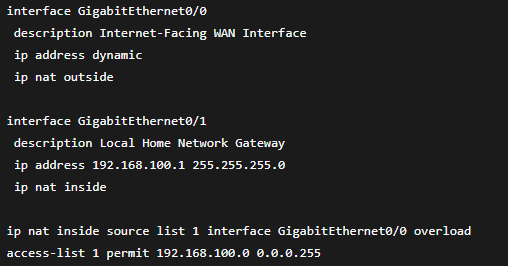 interface GigabitEthernet0/0
description Internet-Facing WAN Interface
ip address dynamic
ip nat outside
interface GigabitEthernet0/1
description Local Home Network Gateway
ip address 192.168.100.1 255.255.255.0
ip nat inside
ip nat inside source list 1 interface GigabitEthernet0/0 overload
access-list 1 permit 192.168.100.0 0.0.0.255